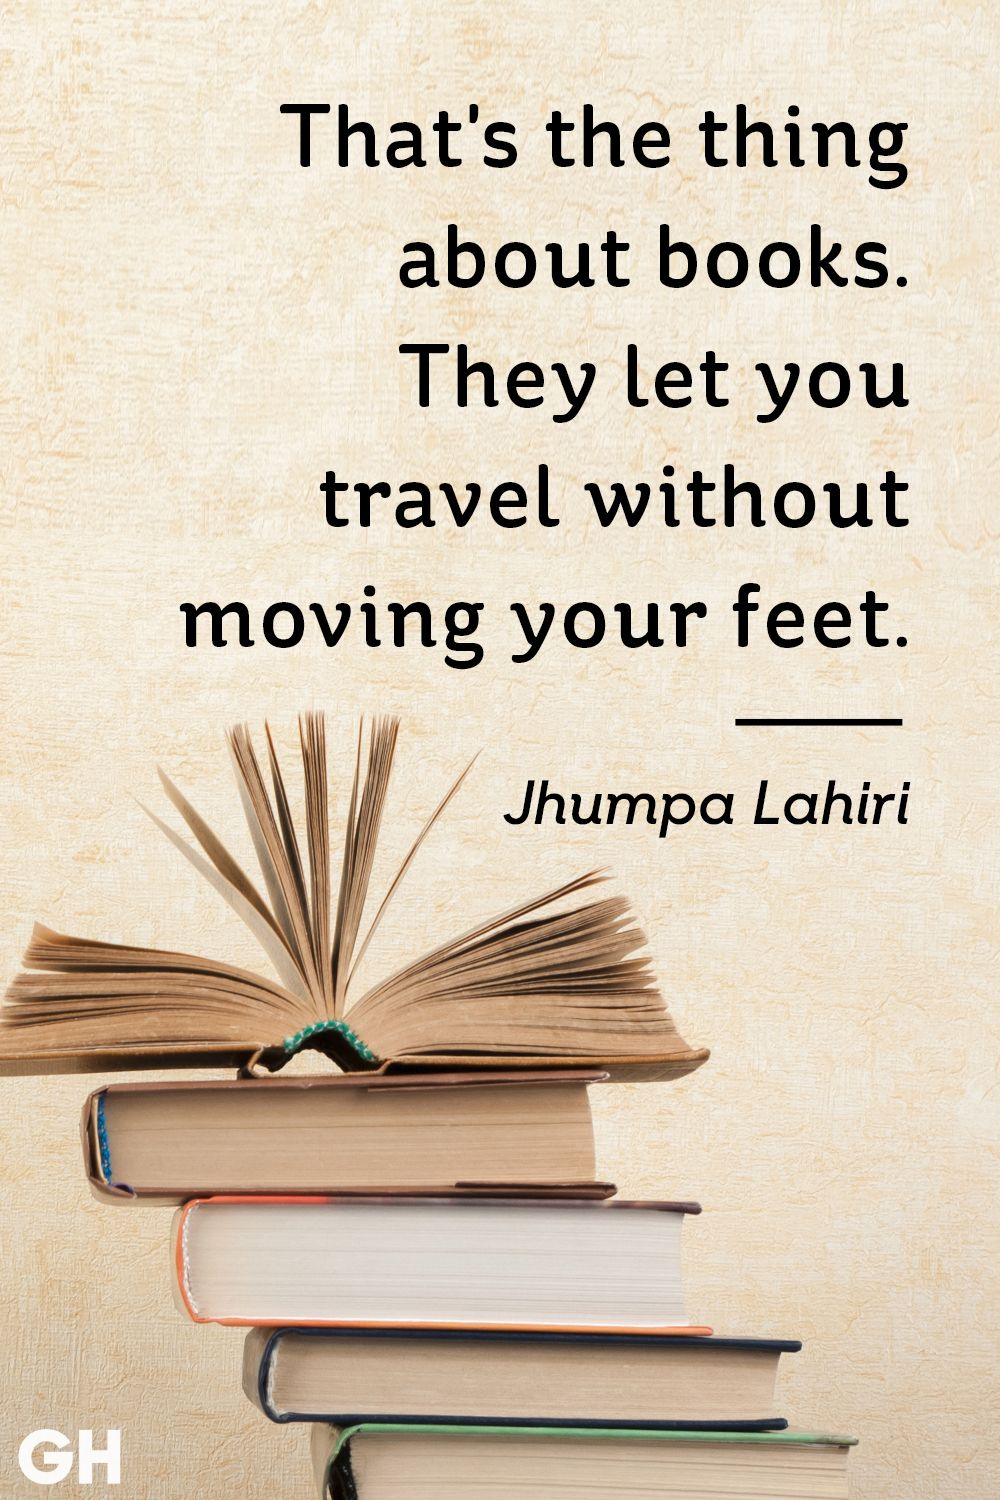 That's the thing
about books.
They let you
travel without
moving your feet.
Jhumpa Lahiri
GH